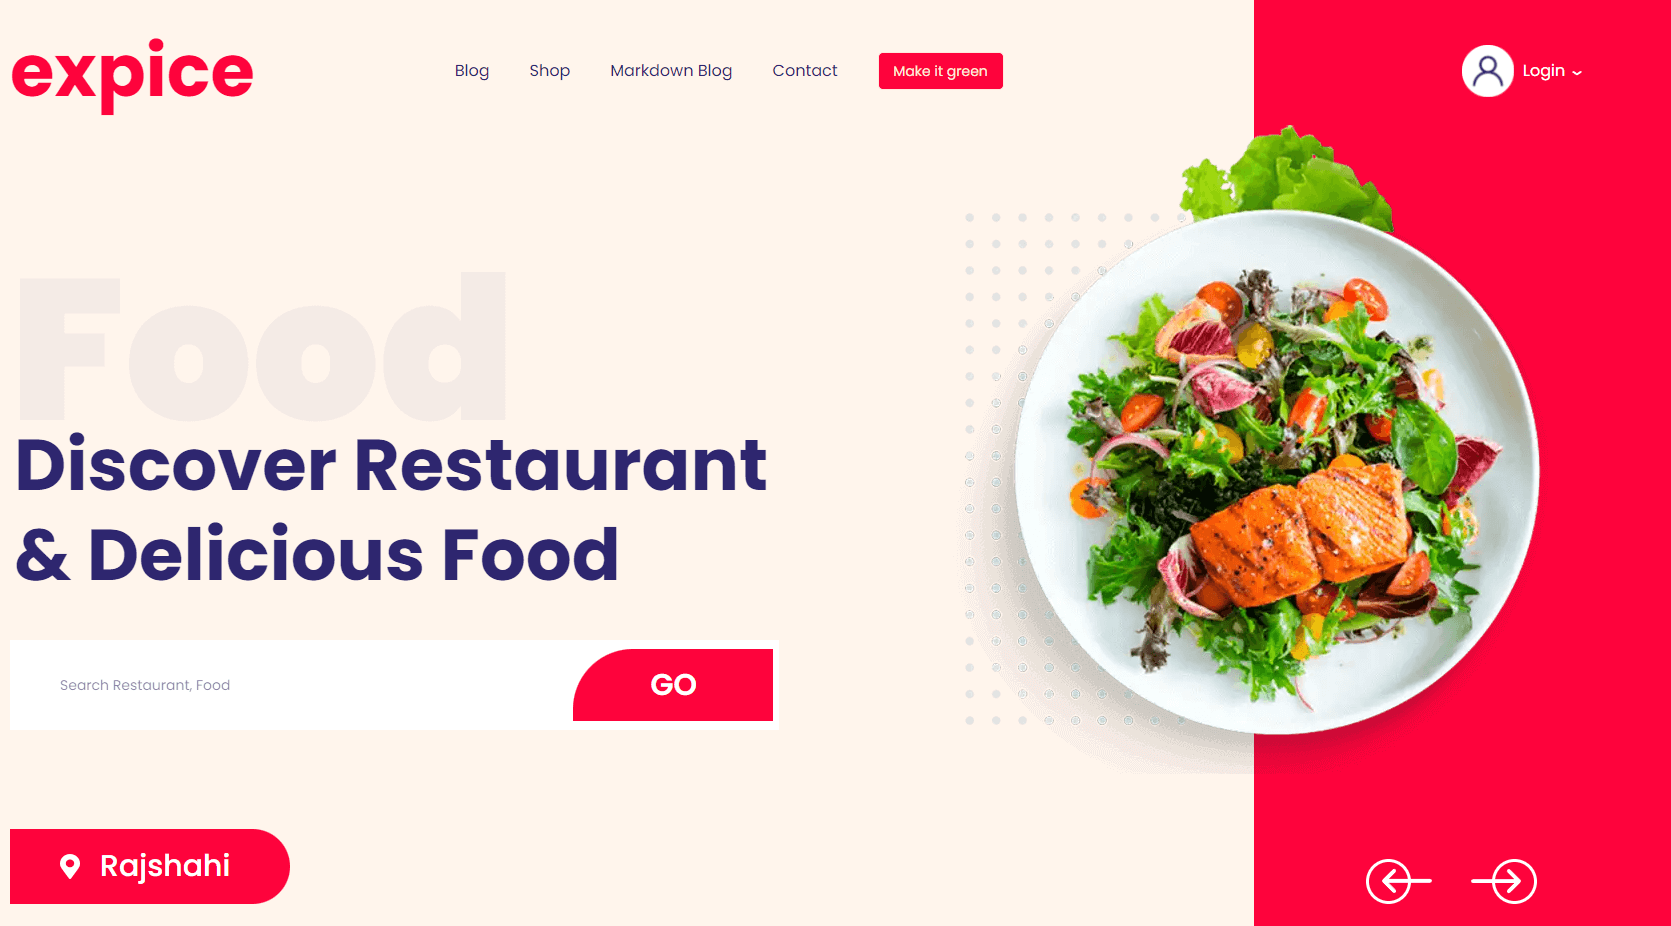 expice
Blog
Shop
Markdown Blog
Contact
Make it green
Login
Food
Discover Restaurant
& Delicious Food
Search Restaurant, Food
GO
Rajshahi